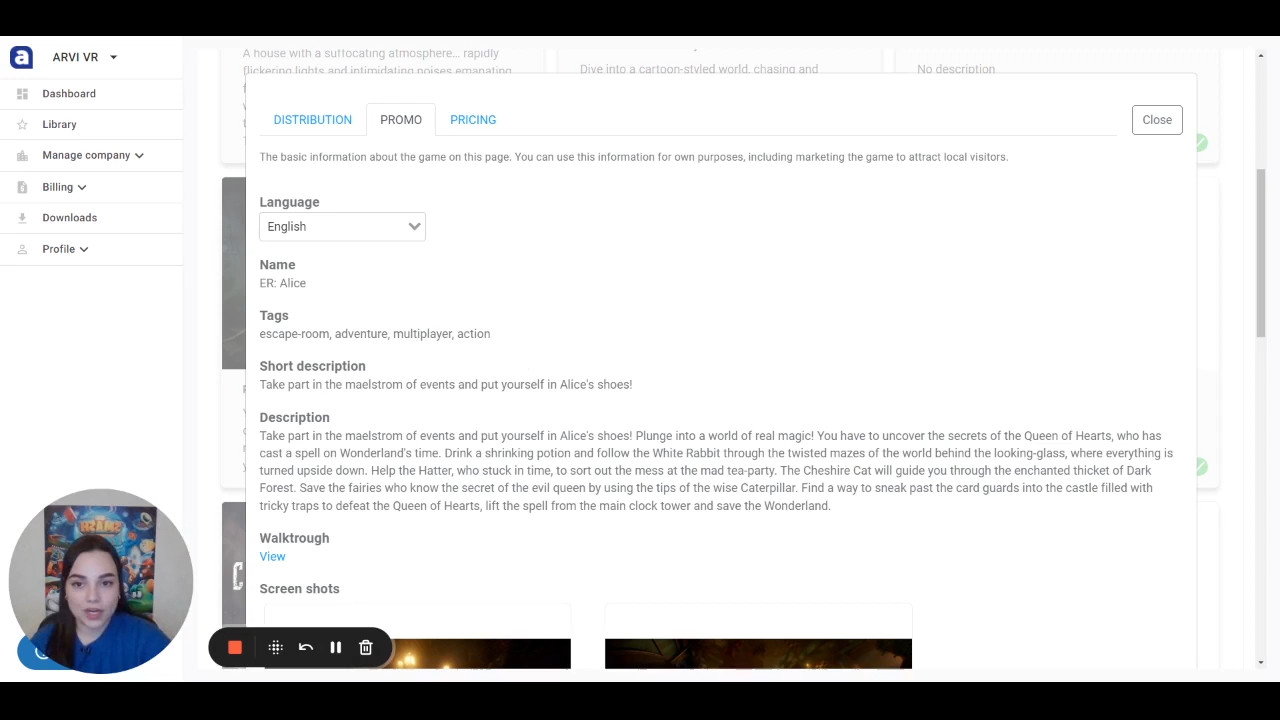 a ARVI VR
Dashboard
Library
Manage company
Billing
Downloads
Profile
A house with a suffocating atmosphere... rapidly
flickering lights and intimidating noises emanating
Dive into a cartoon-styled world, chasing and
No description
DISTRIBUTION PROMO PRICING
Close
The basic information about the game on this page. You can use this information for own purposes, including marketing the game to attract local visitors.
Language
English
Name
ER: Alice
Tags
escape-room, adventure, multiplayer, action
Short description
Take part in the maelstrom of events and put yourself in Alice's shoes!
Description
Take part in the maelstrom of events and put yourself in Alice's shoes! Plunge into a world of real magic! You have to uncover the secrets of the Queen of Hearts, who has
cast a spell on Wonderland's time. Drink a shrinking potion and follow the White Rabbit through the twisted mazes of the world behind the looking-glass, where everything is
turned upside down. Help the Hatter, who stuck in time, to sort out the mess at the mad tea-party. The Cheshire Cat will guide you through the enchanted thicket of Dark
Forest. Save the fairies who know the secret of the evil queen by using the tips of the wise Caterpillar. Find a way to sneak past the card guards into the castle filled with
tricky traps to defeat the Queen of Hearts, lift the spell from the main clock tower and save the Wonderland.
Walktrough
View
Screen shots